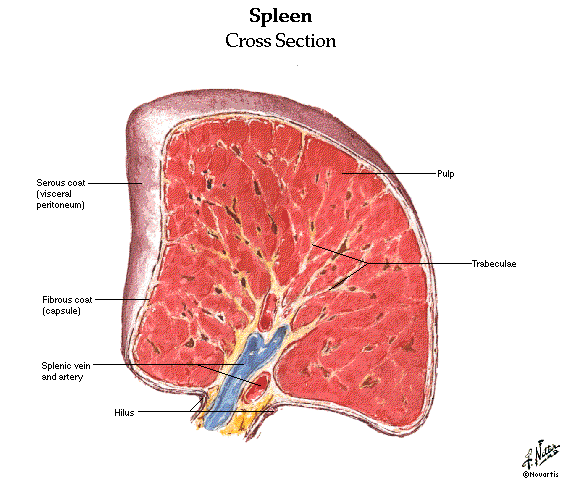 Spleen
Cross Section
Serous coat
(visceral
peritoneum)
Pulp
Trabeculae
Fibrous coat
(capsule)
Splenic vein
and artery
Hilus
F. Netter
©Novartis